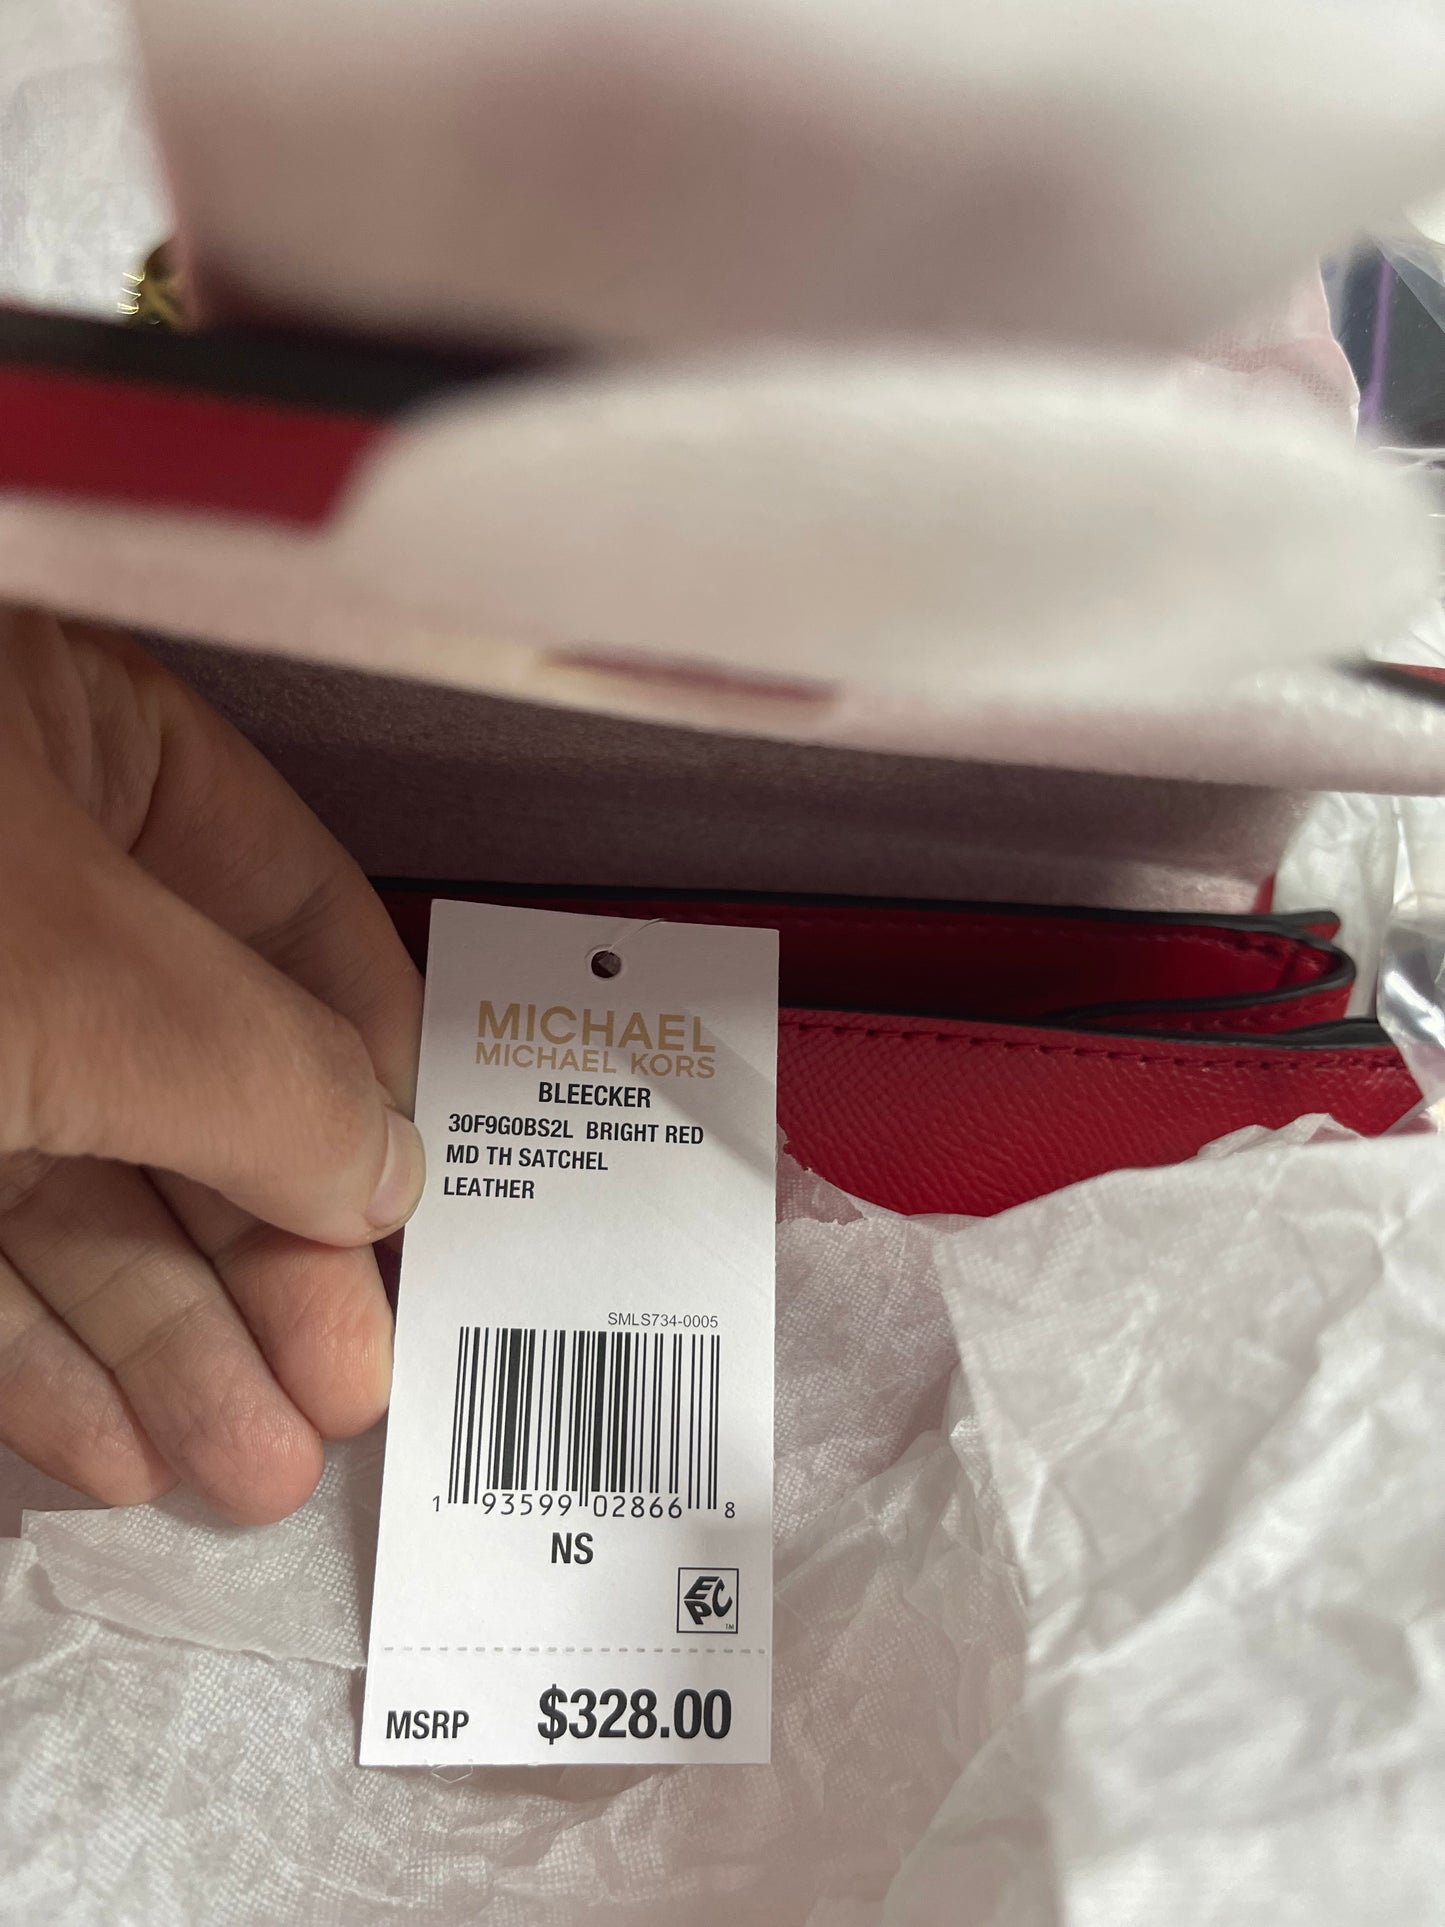 MICHAEL
MICHAEL KORS
BLEECKER
30F9G0BS2L BRIGHT RED
MD TH SATCHEL
LEATHER
SMLS734-0005
1 93599 02866 8
NS
EPC
TM
MSRP $328.00